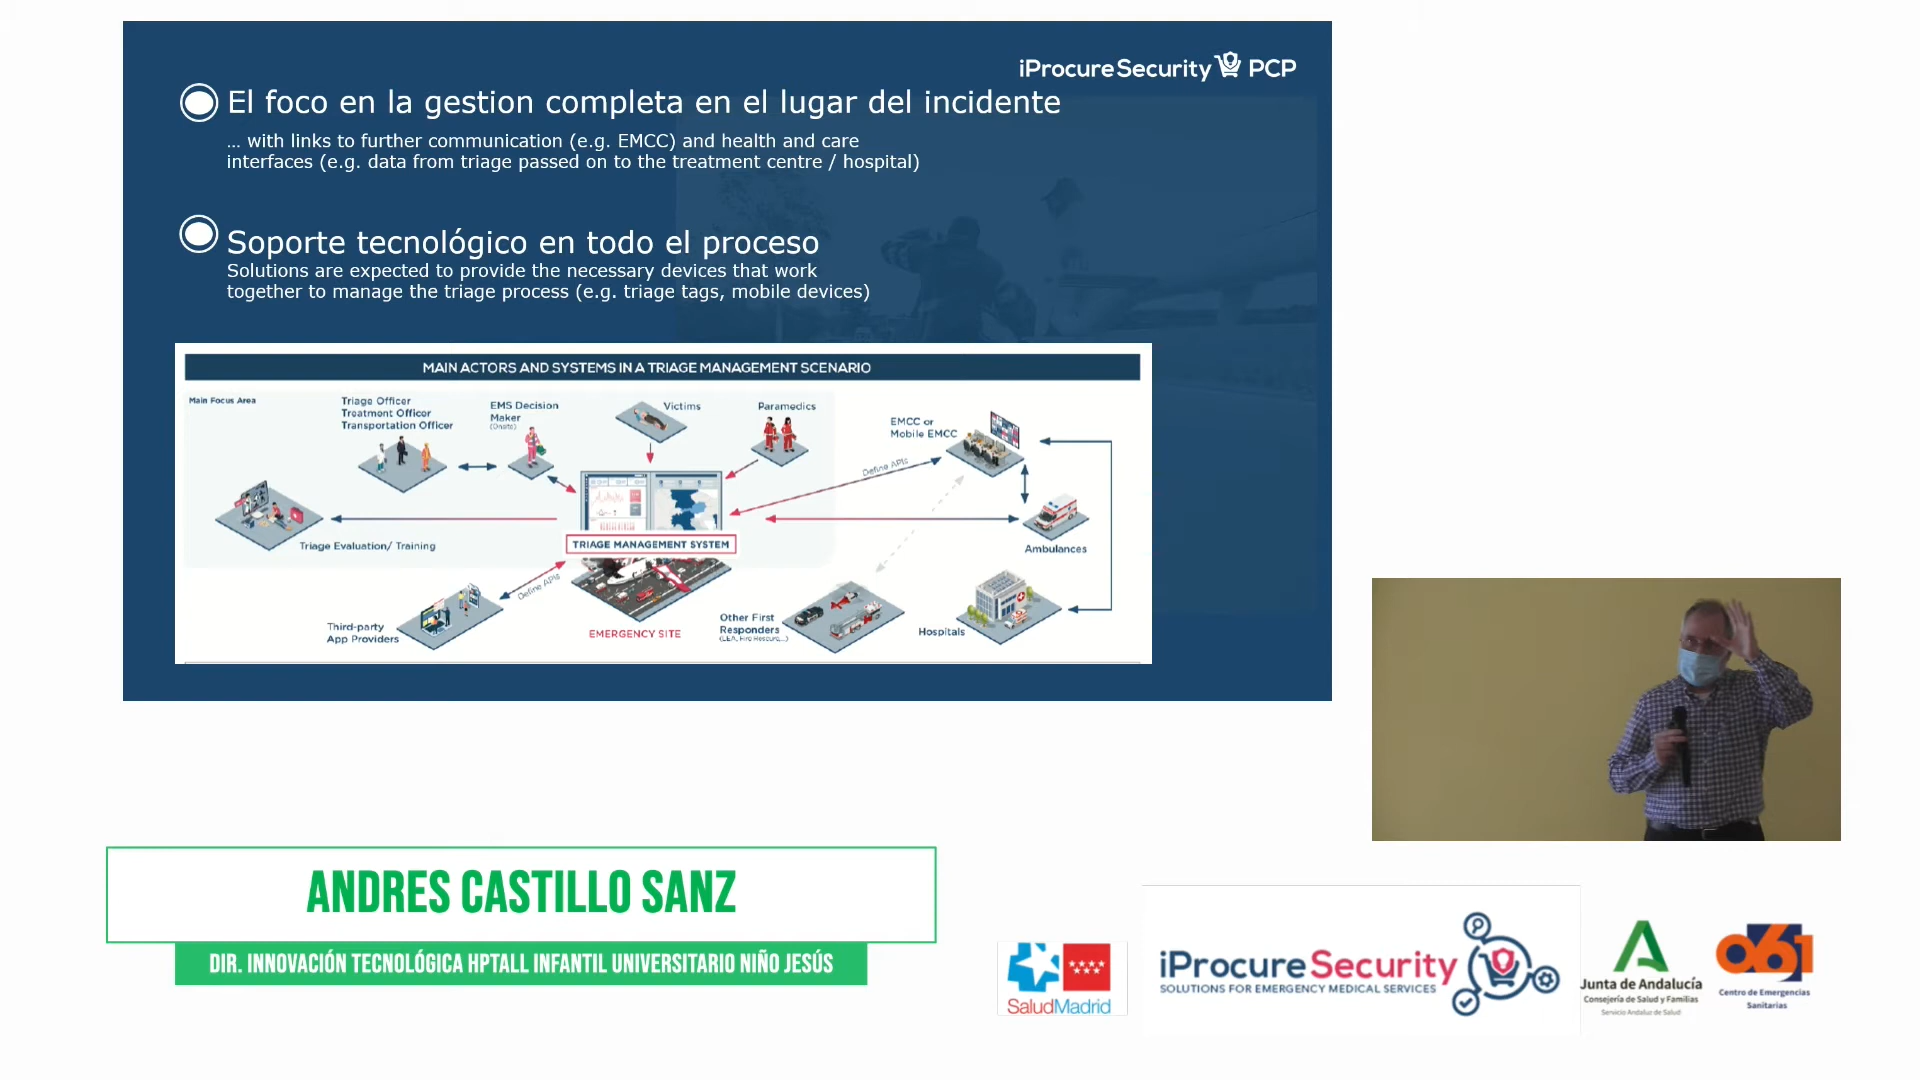 iProcureSecurity PCP
El foco en la gestion completa en el lugar del incidente
... with links to further communication (e.g. EMCC) and health and care
interfaces (e.g. data from triage passed on to the treatment centre / hospital)
Soporte tecnológico en todo el proceso
Solutions are expected to provide the necessary devices that work
together to manage the triage process (e.g. triage tags, mobile devices)
MAIN ACTORS AND SYSTEMS IN A TRIAGE MANAGEMENT SCENARIO
Main Focus Area
Triage Officer
Treatment Officer
Transportation Officer
EMS Decision
Maker
(Onsite)
Victims
Paramedics
EMCC or
Mobile EMCC
Define APIs
Triage Evaluation/ Training
TRIAGE MANAGEMENT SYSTEM
Ambulances
Define APIs
Third-party
App Providers
EMERGENCY SITE
Other First
Responders
(LEA, Fire Rescure,...)
Hospitals
ANDRES CASTILLO SANZ
DIR. INNOVACIÓN TECNOLÓGICA HPTALL INFANTIL UNIVERSITARIO NIÑO JESÚS
SaludMadrid
iProcureSecurity
SOLUTIONS FOR EMERGENCY MEDICAL SERVICES
Junta de Andalucía
Consejería de Salud y Familias
Servicio Andaluz de Salud
061
Centro de Emergencias
Sanitarias